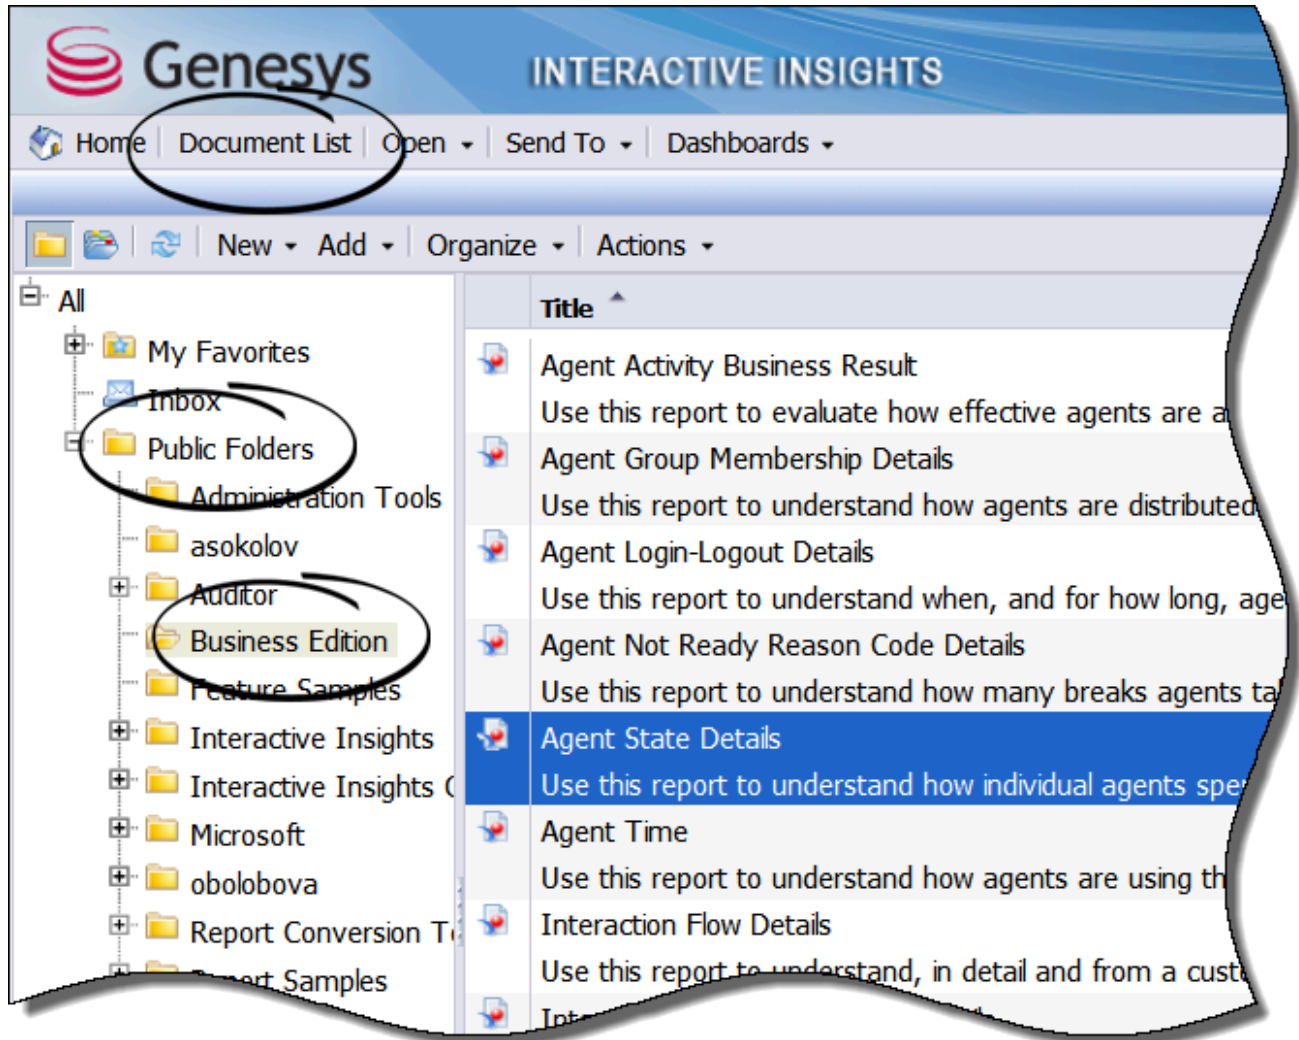 Genesys
INTERACTIVE INSIGHTS
Home
Document List
Open
Send To
Dashboards
New
Add
Organize
Actions
All
My Favorites
Inbox
Public Folders
Administration Tools
asokolov
Auditor
Business Edition
Feature Samples
Interactive Insights
Interactive Insights
Microsoft
obolobova
Report Conversion
Samples
Title
Agent Activity Business Result
Use this report to evaluate how effective agents are
Agent Group Membership Details
Use this report to understand how agents are distributed
Agent Login-Logout Details
Use this report to understand when, and for how long,
Agent Not Ready Reason Code Details
Use this report to understand how many breaks agents
Agent State Details
Use this report to understand how individual agents
Agent Time
Use this report to understand how agents are using
Interaction Flow Details
Use this report to understand, in detail and from a